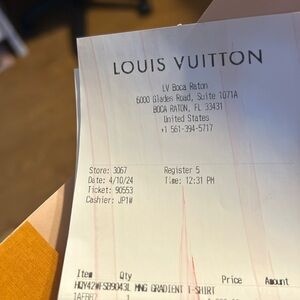 LOUIS VUITTON
LV Boca Raton
6000 Glades Road, Suite 1071A
BOCA RATON, FL 33431
United States
+1 561-394-5717
Store: 3067 Register 5
Date: 4/10/24 Time: 12:31 PM
Ticket: 90553
Cashier: JP1W
Item Qty Price Amount
MNG GRADIENT T-SHIRT
1